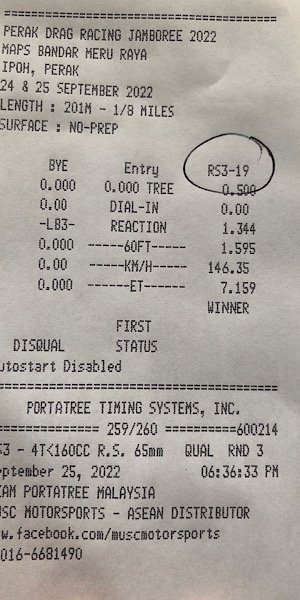 ===================================
PERAK DRAG RACING JAMBOREE 2022
MAPS BANDAR MERU RAYA
IPOH, PERAK
24 & 25 SEPTEMBER 2022
LENGTH : 201M - 1/8 MILES
SURFACE : NO-PREP
BYE Entry RS3-19
0.000 0.000 TREE 0.500
0.00 DIAL-IN 0.00
-LB3- REACTION 1.344
0.000 ------60FT------ 1.595
0.00 ------KM/H------ 146.35
0.000 -------ET------- 7.159
WINNER
FIRST
DISQUAL STATUS
utostart Disabled
===================================
PORTATREE TIMING SYSTEMS, INC.
============== 259/260 ==========600214
S3 - 4T<160CC R.S. 65mm QUAL RND 3
eptember 25, 2022 06:36:33 PM
EAM PORTATREE MALAYSIA
USC MOTORSPORTS - ASEAN DISTRIBUTOR
w.facebook.com/muscmotorsports
016-6681490